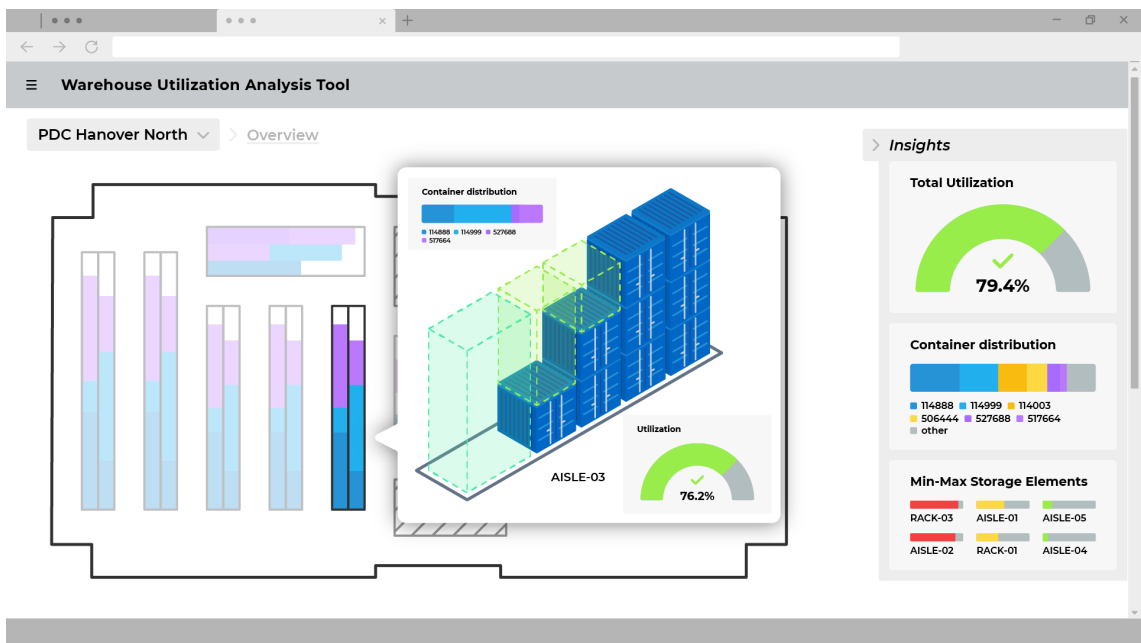 Warehouse Utilization Analysis Tool
PDC Hanover North
Overview
Container distribution
114888 114999 527688
517664
AISLE-03
Utilization
76.2%
Insights
Total Utilization
79.4%
Container distribution
114888 114999 114003
506444 527688 517664
other
Min-Max Storage Elements
RACK-03 AISLE-01 AISLE-05
AISLE-02 RACK-01 AISLE-04